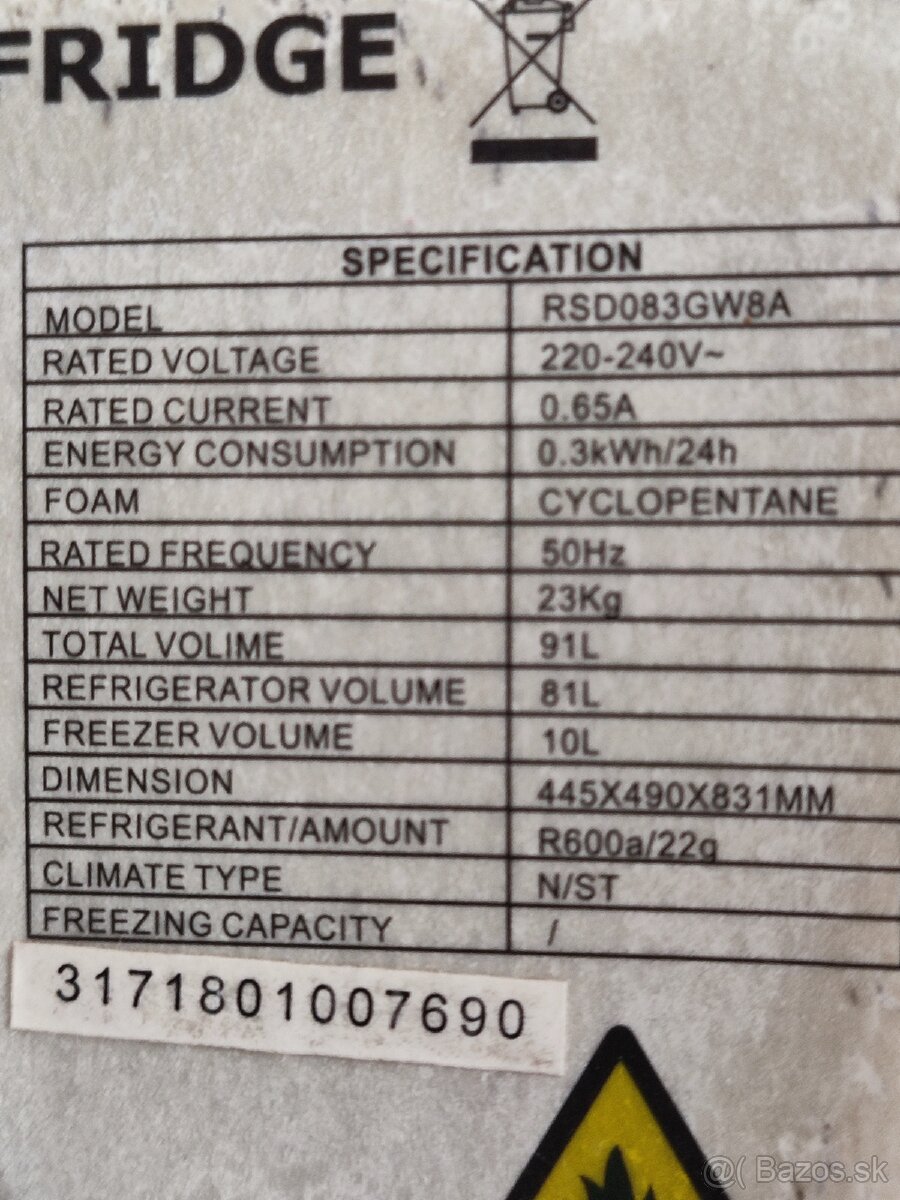 FRIDGE
SPECIFICATION
MODEL RSD083GW8A
RATED VOLTAGE 220-240V~
RATED CURRENT 0.65A
ENERGY CONSUMPTION 0.3kWh/24h
FOAM CYCLOPENTANE
RATED FREQUENCY 50Hz
NET WEIGHT 23Kg
TOTAL VOLIME 91L
REFRIGERATOR VOLUME 81L
FREEZER VOLUME 10L
DIMENSION 445X490X831MM
REFRIGERANT/AMOUNT R600a/22g
CLIMATE TYPE N/ST
FREEZING CAPACITY /
3171801007690
@( Bazos.sk